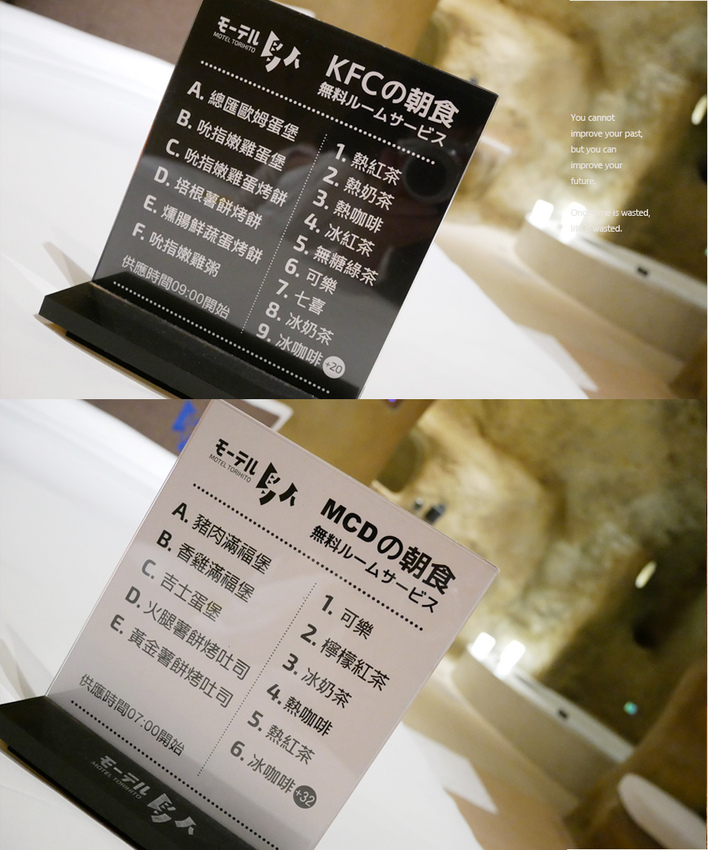 モーテル
MOTEL TORIHITO
KFCの朝食
無料ルームサービス
A. 總匯歐姆蛋堡
B. 吮指嫩雞蛋堡
C. 吮指嫩雞蛋烤餅
D. 培根薯餅烤餅
E. 燻腸鮮蔬蛋烤餅
F. 吮指嫩雞粥
供應時間09:00開始
1. 熱紅茶
2. 熱奶茶
3. 熱咖啡
4. 冰紅茶
5. 無糖綠茶
6. 可樂
7. 七喜
8. 冰奶茶
9. 冰咖啡 +20
You cannot
improve your past,
but you can
improve your
future.
is wasted,
wasted.
モーテル
MOTEL TORIHITO
MCDの朝食
無料ルームサービス
A. 豬肉滿福堡
B. 香雞滿福堡
C. 吉士蛋堡
D. 火腿薯餅烤吐司
E. 黃金薯餅烤吐司
供應時間07:00開始
1. 可樂
2. 檸檬紅茶
3. 冰奶茶
4. 熱咖啡
5. 熱紅茶
6. 冰咖啡 +32
モーテル
MOTEL TORIHITO